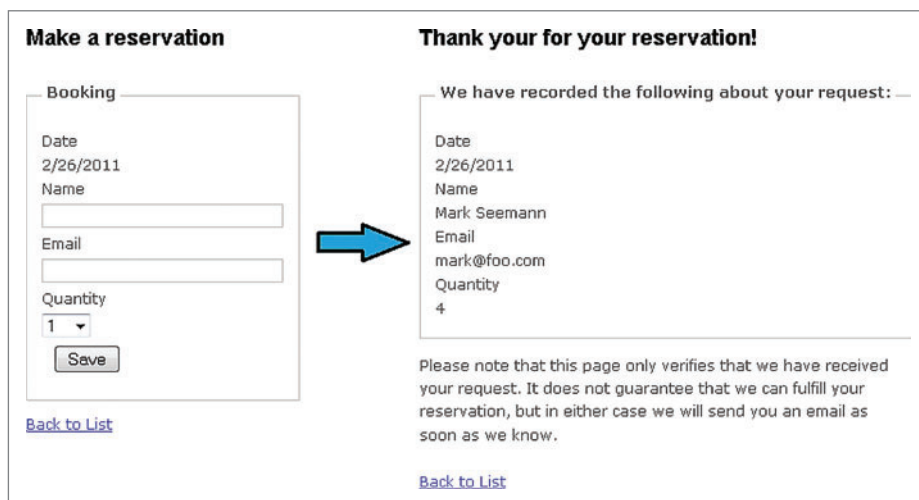 Make a reservation
Booking
Date
2/26/2011
Name
Email
Quantity
1
Save
Back to List
Thank your for your reservation!
We have recorded the following about your request:
Date
2/26/2011
Name
Mark Seemann
Email
mark@foo.com
Quantity
4
Please note that this page only verifies that we have received
your request. It does not guarantee that we can fulfill your
reservation, but in either case we will send you an email as
soon as we know.
Back to List